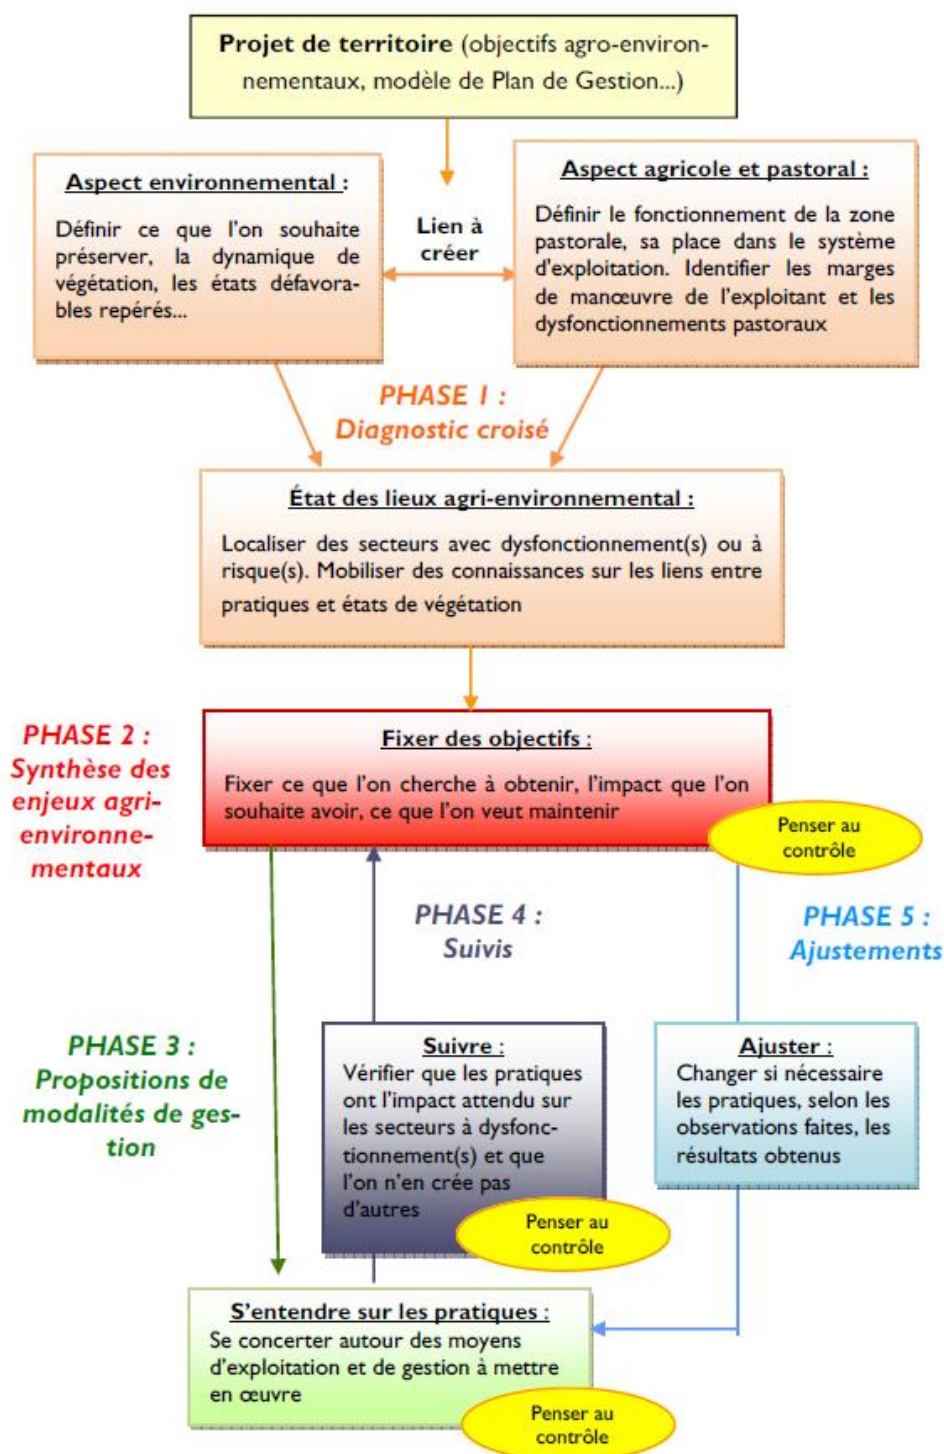 Projet de territoire (objectifs agro-environ-
nementaux, modèle de Plan de Gestion...)
Aspect environnemental :
Définir ce que l'on souhaite
préserver, la dynamique de
végétation, les états défavora-
bles repérés...
Lien à
créer
Aspect agricole et pastoral :
Définir le fonctionnement de la zone
pastorale, sa place dans le système
d'exploitation. Identifier les marges
de manœuvre de l'exploitant et les
dysfonctionnements pastoraux
PHASE 1 :
Diagnostic croisé
État des lieux agri-environnemental :
Localiser des secteurs avec dysfonctionnement(s) ou à
risque(s). Mobiliser des connaissances sur les liens entre
pratiques et états de végétation
PHASE 2 :
Synthèse des
enjeux agri-
environne-
mentaux
Fixer des objectifs :
Fixer ce que l'on cherche à obtenir, l'impact que l'on
souhaite avoir, ce que l'on veut maintenir
Penser au
contrôle
PHASE 4 :
Suivis
PHASE 5 :
Ajustements
PHASE 3 :
Propositions de
modalités de ges-
tion
Suivre :
Vérifier que les pratiques
ont l'impact attendu sur
les secteurs à dysfonc-
tionnement(s) et que
l'on n'en crée pas
d'autres
Penser au
contrôle
Ajuster :
Changer si nécessaire
les pratiques, selon les
observations faites, les
résultats obtenus
S'entendre sur les pratiques :
Se concerter autour des moyens
d'exploitation et de gestion à mettre
en œuvre
Penser au
contrôle